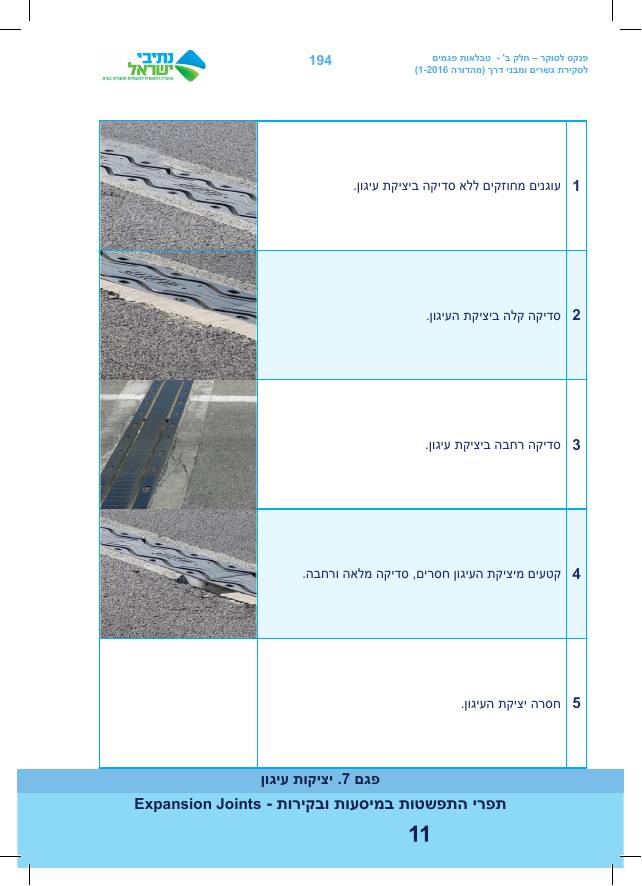 פנקס לסוקר – חלק ב' - טבלאות פגמים
לסקירת גשרים ומבני דרך (מהדורה 1-2016)
194
נתיבי
ישראל
1 עוגנים מחוזקים ללא סדיקה ביציקת עיגון.
2 סדיקה קלה ביציקת העיגון.
3 סדיקה רחבה ביציקת עיגון.
4 קטעים מיציקת העיגון חסרים, סדיקה מלאה ורחבה.
5 חסרה יציקת העיגון.
פגם 7. יציקות עיגון
תפרי התפשטות במיסעות ובקירות - Expansion Joints
11